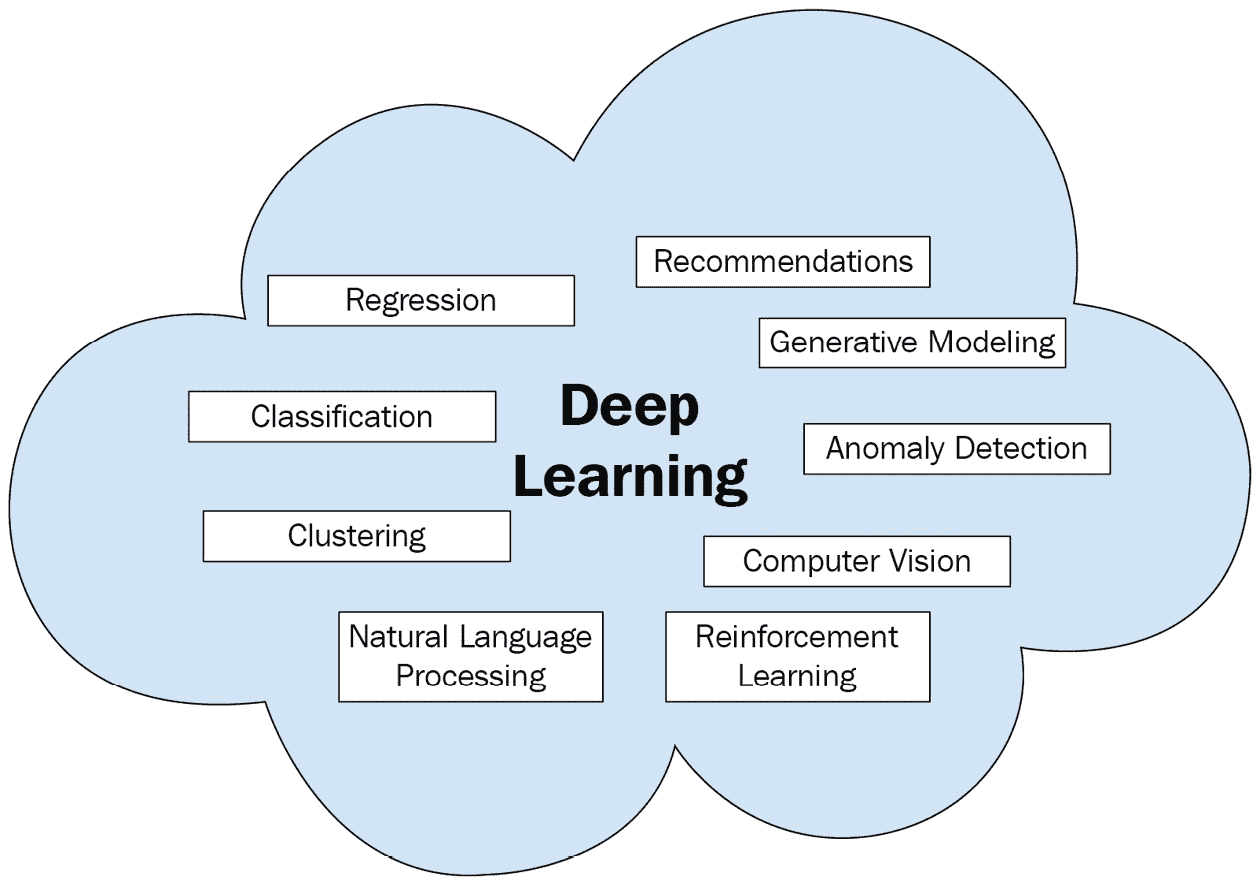 Recommendations
Regression
Generative Modeling
Deep
Learning
Classification
Anomaly Detection
Clustering
Computer Vision
Natural Language
Processing
Reinforcement
Learning